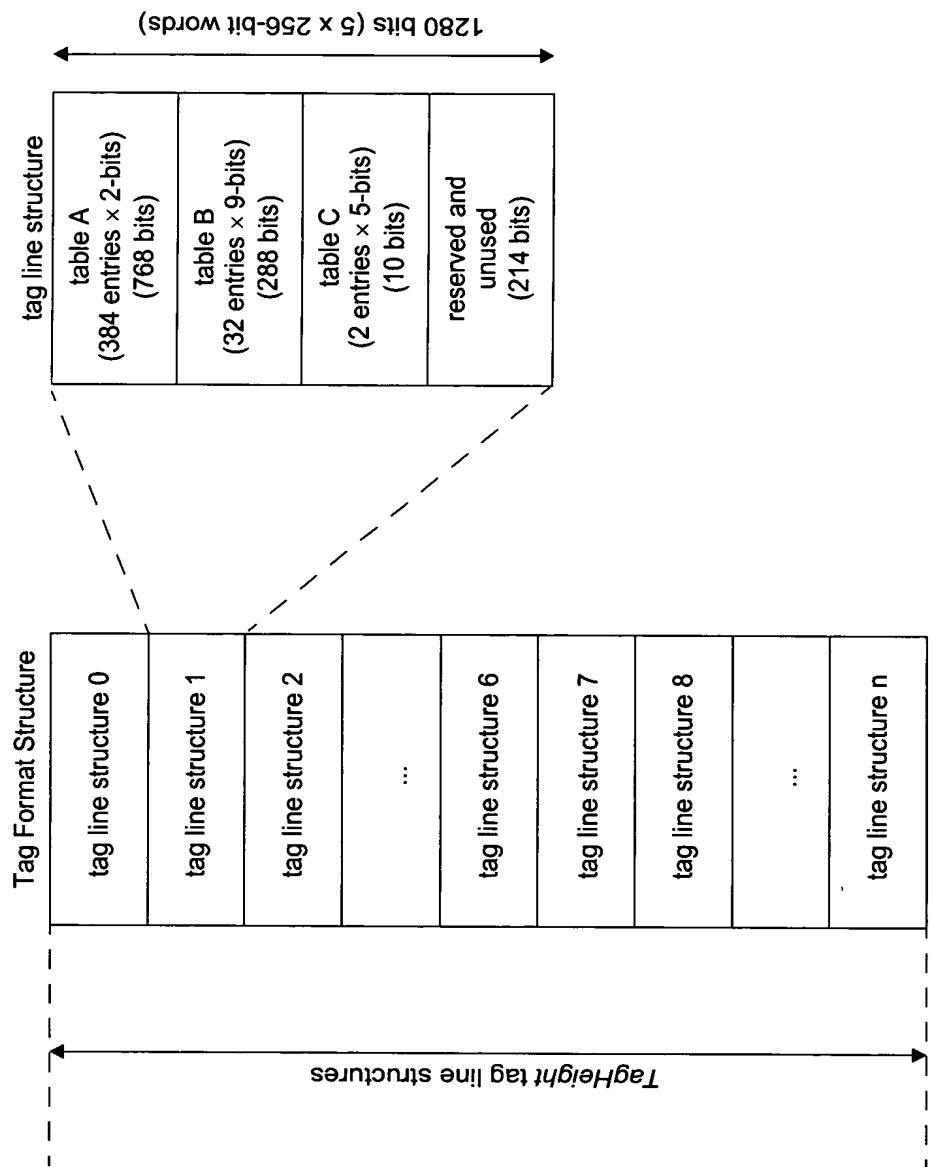 Tag Format Structure
TagHeight tag line structures
tag line structure 0
tag line structure 1
tag line structure 2
...
tag line structure 6
tag line structure 7
tag line structure 8
...
tag line structure n
tag line structure
table A
(384 entries × 2-bits)
(768 bits)
table B
(32 entries × 9-bits)
(288 bits)
table C
(2 entries × 5-bits)
(10 bits)
reserved and
unused
(214 bits)
1280 bits (5 x 256-bit words)